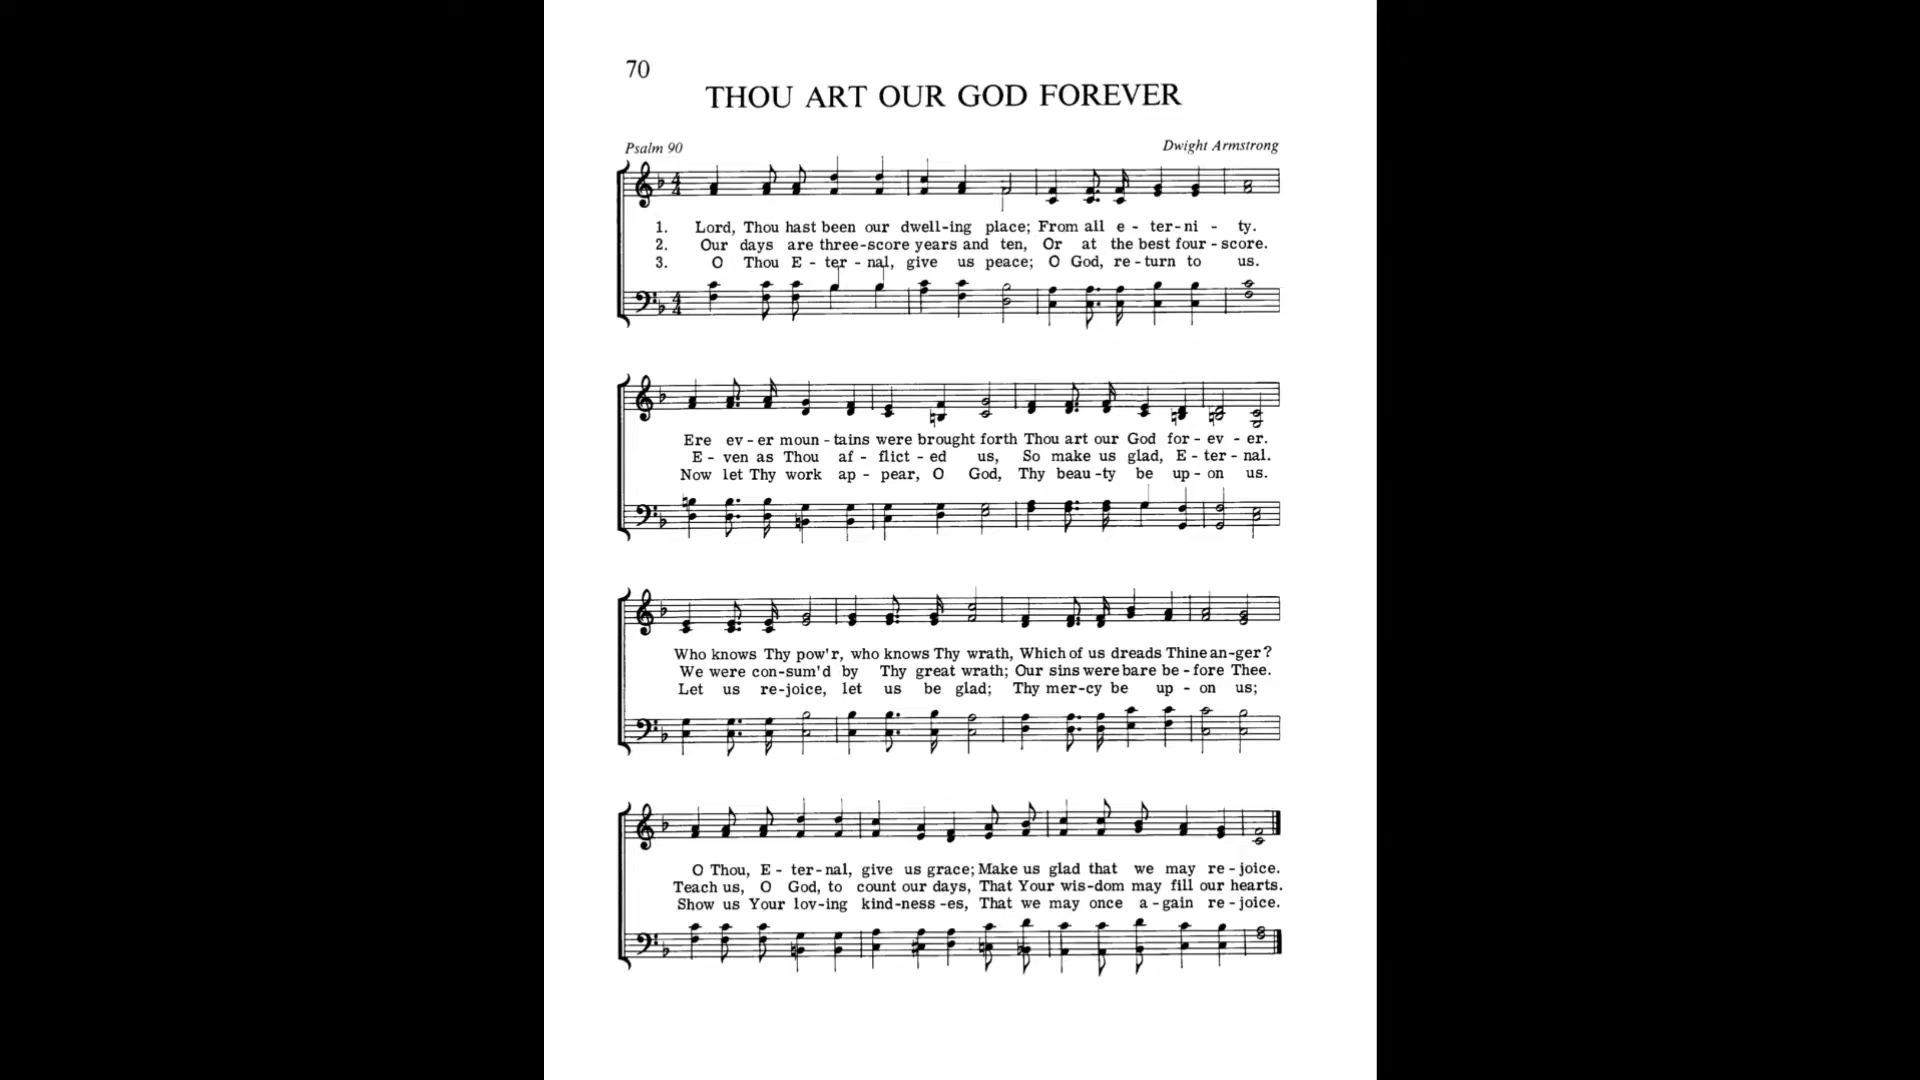 70
THOU ART OUR GOD FOREVER
Psalm 90
Dwight Armstrong
1. Lord, Thou hast been our dwell-ing place; From all e - ter-ni - ty.
2. Our days are three-score years and ten, Or at the best four-score.
3. O Thou E - ter - nal, give us peace; O God, re-turn to us.
Ere ev-er moun-tains were brought forth Thou art our God for-ev - er.
E - ven as Thou af - flict - ed us, So make us glad, E - ter - nal.
Now let Thy work ap - pear, O God, Thy beau-ty be up - on us.
Who knows Thy pow'r, who knows Thy wrath, Which of us dreads Thine an-ger?
We were con-sum'd by Thy great wrath; Our sins were bare be - fore Thee.
Let us re-joice, let us be glad; Thy mer-cy be up - on us;
O Thou, E - ter-nal, give us grace; Make us glad that we may re-joice.
Teach us, O God, to count our days, That Your wis-dom may fill our hearts.
Show us Your lov-ing kind-ness-es, That we may once a-gain re-joice.